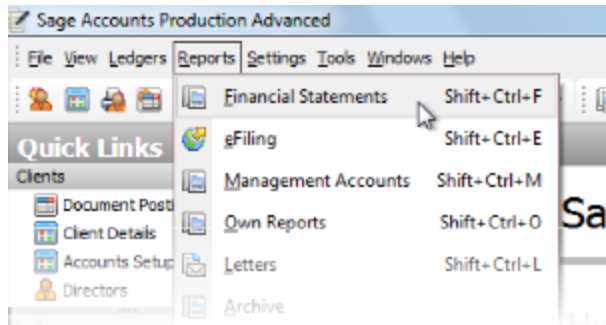 Sage Accounts Production Advanced
File View Ledgers Reports Settings Tools Windows Help
Financial Statements Shift+Ctrl+F
Quick Links
eFiling Shift+Ctrl+E
Clients
Management Accounts Shift+Ctrl+M
Document Posti
Own Reports Shift+Ctrl+O
Sa
Client Details
Accounts Setup
Letters Shift+Ctrl+L
Directors
Archive